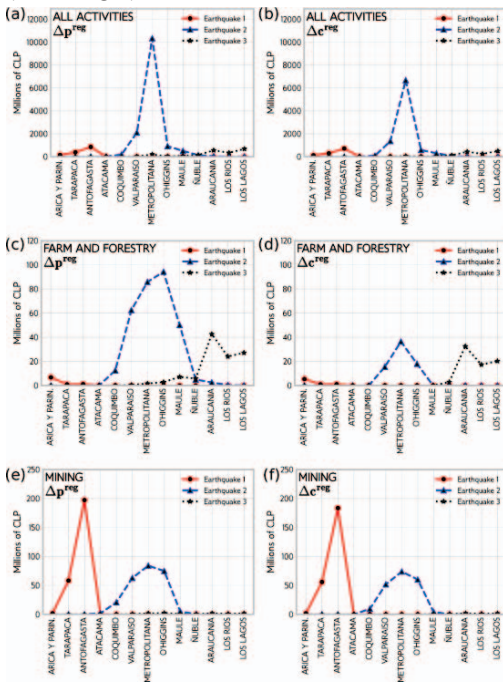 (a) ALL ACTIVITIES
Δp^reg
Earthquake 1
Earthquake 2
Earthquake 3
Millions of CLP
12000
10000
8000
6000
4000
2000
0
ARICA Y PARIN.
TARAPACA
ANTOFAGASTA
ATACAMA
COQUIMBO
VALPARAISO
METROPOLITANA
O'HIGGINS
MAULE
ÑUBLE
ARAUCANIA
LOS RIOS
LOS LAGOS
(b) ALL ACTIVITIES
Δc^reg
Earthquake 1
Earthquake 2
Earthquake 3
Millions of CLP
12000
10000
8000
6000
4000
2000
0
ARICA Y PARIN.
TARAPACA
ANTOFAGASTA
ATACAMA
COQUIMBO
VALPARAISO
METROPOLITANA
O'HIGGINS
MAULE
ÑUBLE
ARAUCANIA
LOS RIOS
LOS LAGOS
(c) FARM AND FORESTRY
Δp^reg
Earthquake 1
Earthquake 2
Earthquake 3
Millions of CLP
120
100
80
60
40
20
0
ARICA Y PARIN.
TARAPACA
ANTOFAGASTA
ATACAMA
COQUIMBO
VALPARAISO
METROPOLITANA
O'HIGGINS
MAULE
ÑUBLE
ARAUCANIA
LOS RIOS
LOS LAGOS
(d) FARM AND FORESTRY
Δc^reg
Earthquake 1
Earthquake 2
Earthquake 3
Millions of CLP
120
100
80
60
40
20
0
ARICA Y PARIN.
TARAPACA
ANTOFAGASTA
ATACAMA
COQUIMBO
VALPARAISO
METROPOLITANA
O'HIGGINS
MAULE
ÑUBLE
ARAUCANIA
LOS RIOS
LOS LAGOS
(e) MINING
Δp^reg
Earthquake 1
Earthquake 2
Earthquake 3
Millions of CLP
250
200
150
100
50
0
ARICA Y PARIN.
TARAPACA
ANTOFAGASTA
ATACAMA
COQUIMBO
VALPARAISO
METROPOLITANA
O'HIGGINS
MAULE
ÑUBLE
ARAUCANIA
LOS RIOS
LOS LAGOS
(f) MINING
Δc^reg
Earthquake 1
Earthquake 2
Earthquake 3
Millions of CLP
250
200
150
100
50
0
ARICA Y PARIN.
TARAPACA
ANTOFAGASTA
ATACAMA
COQUIMBO
VALPARAISO
METROPOLITANA
O'HIGGINS
MAULE
ÑUBLE
ARAUCANIA
LOS RIOS
LOS LAGOS